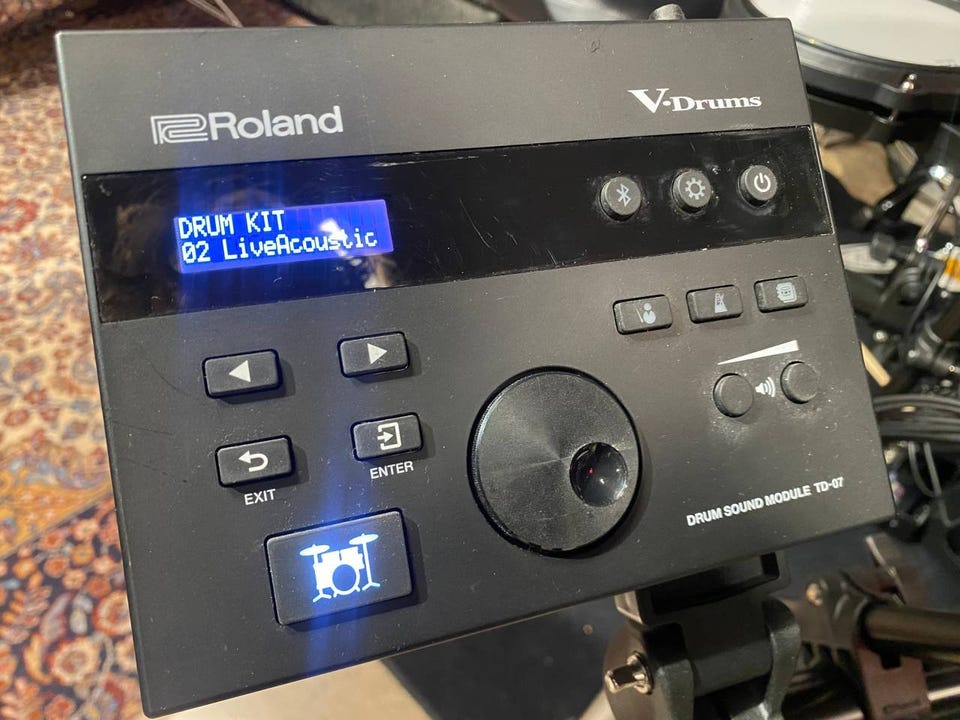 Roland
V-Drums
DRUM KIT
02 LiveAcoustic
EXIT
ENTER
DRUM SOUND MODULE TD-07